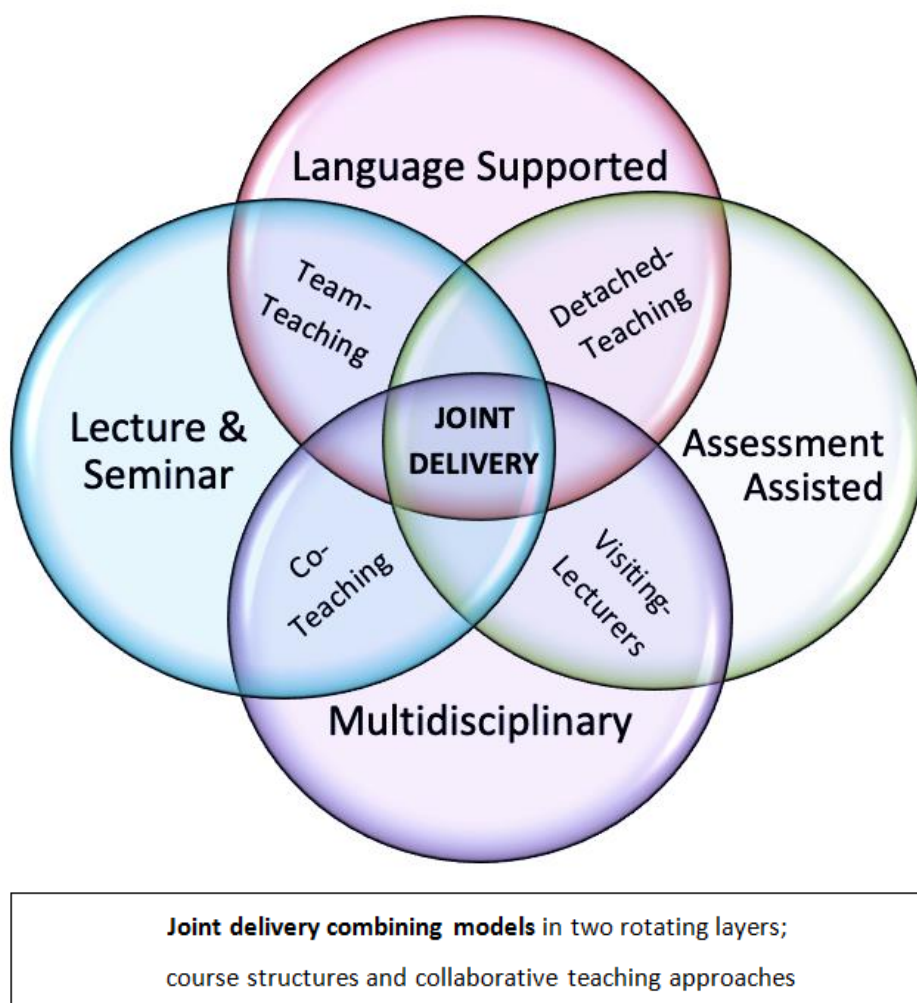 Language Supported
Team-
Teaching
Detached-
Teaching
Lecture &
Seminar
JOINT
DELIVERY
Assessment
Assisted
Co-
Teaching
Visiting-
Lecturers
Multidisciplinary
Joint delivery combining models in two rotating layers;
course structures and collaborative teaching approaches